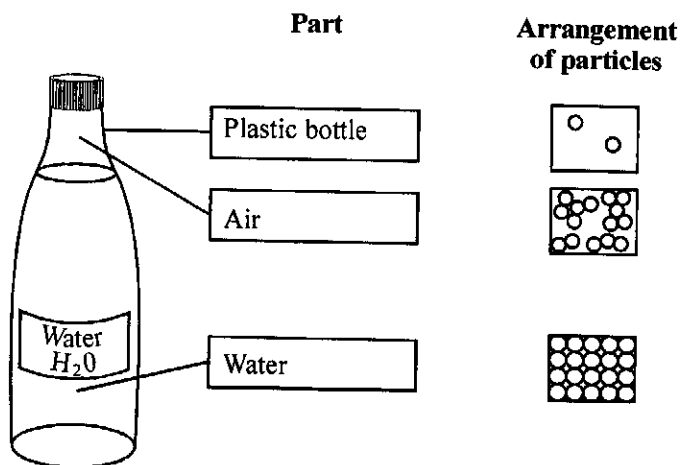 Part
Arrangement
of particles
Plastic bottle
Air
Water
H₂0
Water